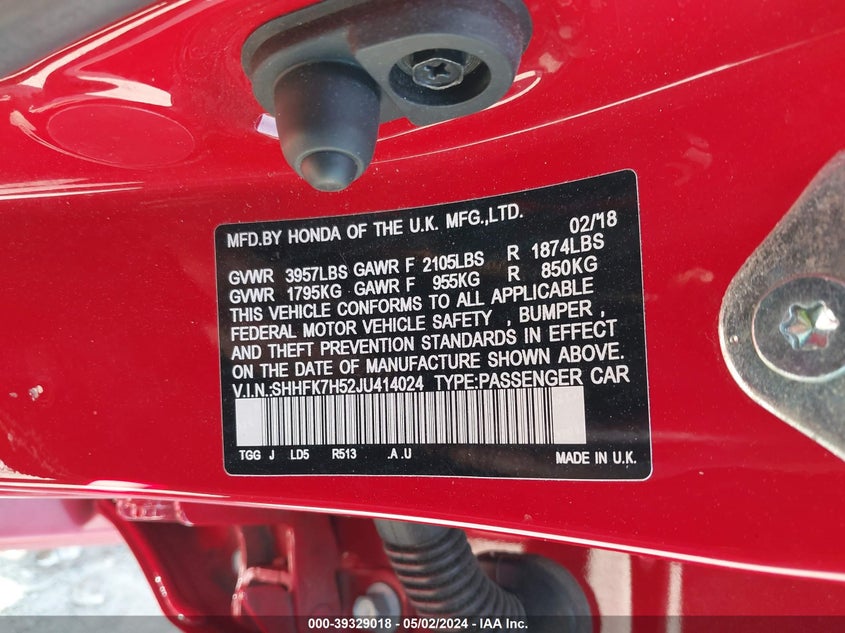 MFD.BY HONDA OF THE U.K. MFG.,LTD. 02/'18
GVWR 3957LBS GAWR F 2105LBS R 1874LBS
GVWR 1795KG GAWR F 955KG R 850KG
THIS VEHICLE CONFORMS TO ALL APPLICABLE
FEDERAL MOTOR VEHICLE SAFETY , BUMPER ,
AND THEFT PREVENTION STANDARDS IN EFFECT
ON THE DATE OF MANUFACTURE SHOWN ABOVE.
V.I.N.:SHHFK7H52JU414024 TYPE:PASSENGER CAR
TGG J LD5 R513 .A .U MADE IN U.K.
000-39329018 - 05/02/2024 - IAA Inc.